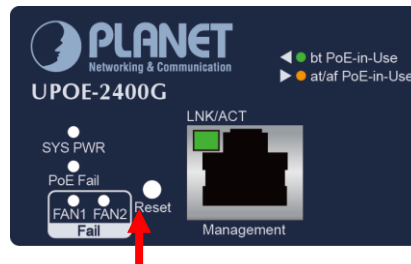 PLANET
Networking & Communication
UPOE-2400G
bt PoE-in-Use
at/af PoE-in-Use
LNK/ACT
SYS PWR
PoE Fail
FAN1 FAN2
Fail
Reset
Management